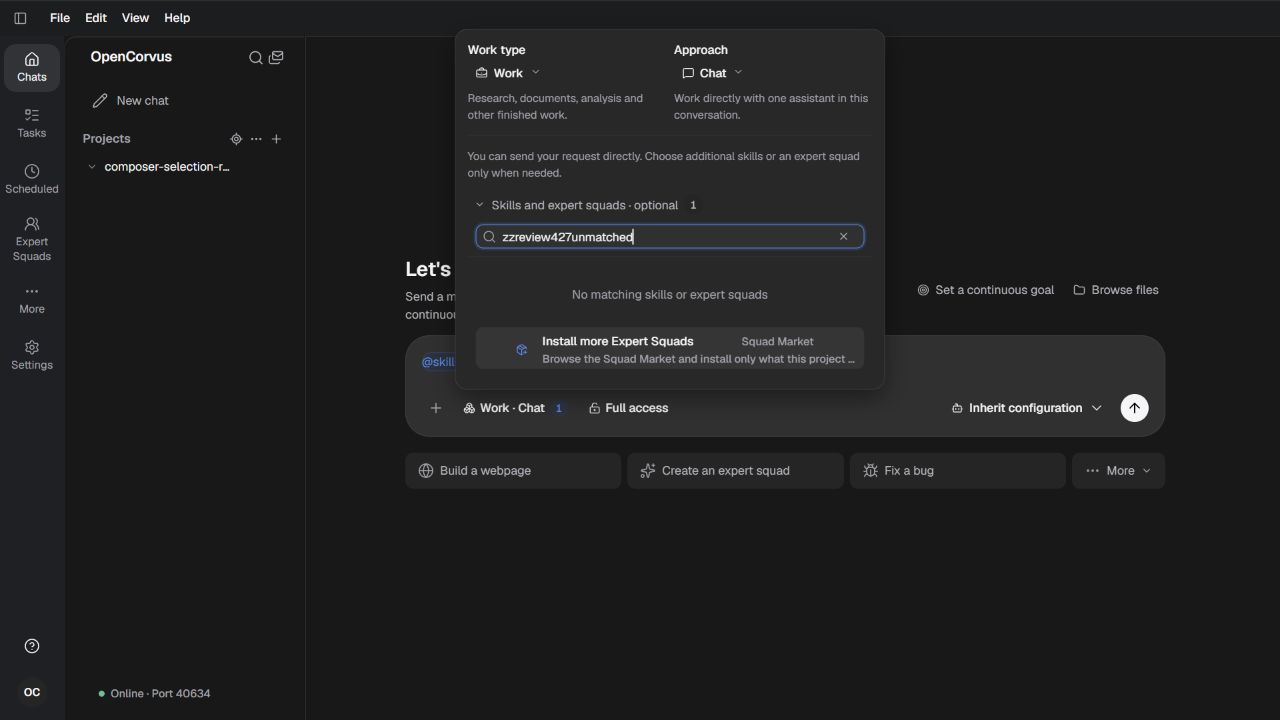 File Edit View Help
Chats
Tasks
Scheduled
Expert
Squads
More
Settings
OC
OpenCorvus
New chat
Projects
composer-selection-r...
Online · Port 40634
Work type
Work
Research, documents, analysis and
other finished work.
Approach
Chat
Work directly with one assistant in this
conversation.
You can send your request directly. Choose additional skills or an expert squad
only when needed.
Skills and expert squads · optional 1
zzreview427unmatched
No matching skills or expert squads
Install more Expert Squads Squad Market
Browse the Squad Market and install only what this project ...
Let's
Send a m
continuou
Set a continuous goal Browse files
@skill
Work · Chat 1 Full access Inherit configuration
Build a webpage Create an expert squad Fix a bug More